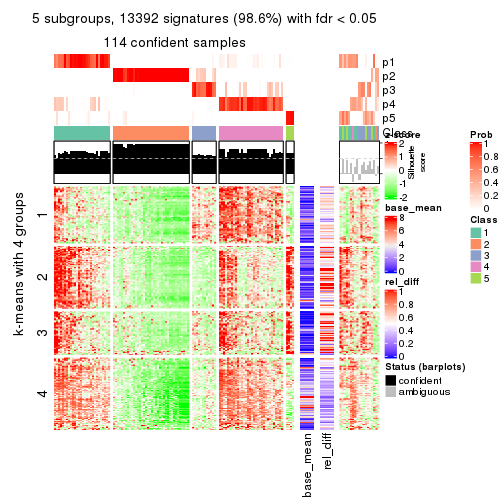 5 subgroups, 13392 signatures (98.6%) with fdr < 0.05
114 confident samples
p1
p2
p3
p4
p5
Class
z-score
2
1
0
-1
-2
Silhouette
score
base_mean
8
6
4
2
0
rel_diff
1
0.8
0.6
0.4
0.2
0
Prob
1
0.8
0.6
0.4
0.2
0
Class
1
2
3
4
5
Status (barplots)
confident
ambiguous
k-means with 4 groups
1
2
3
4
base_mean
rel_diff